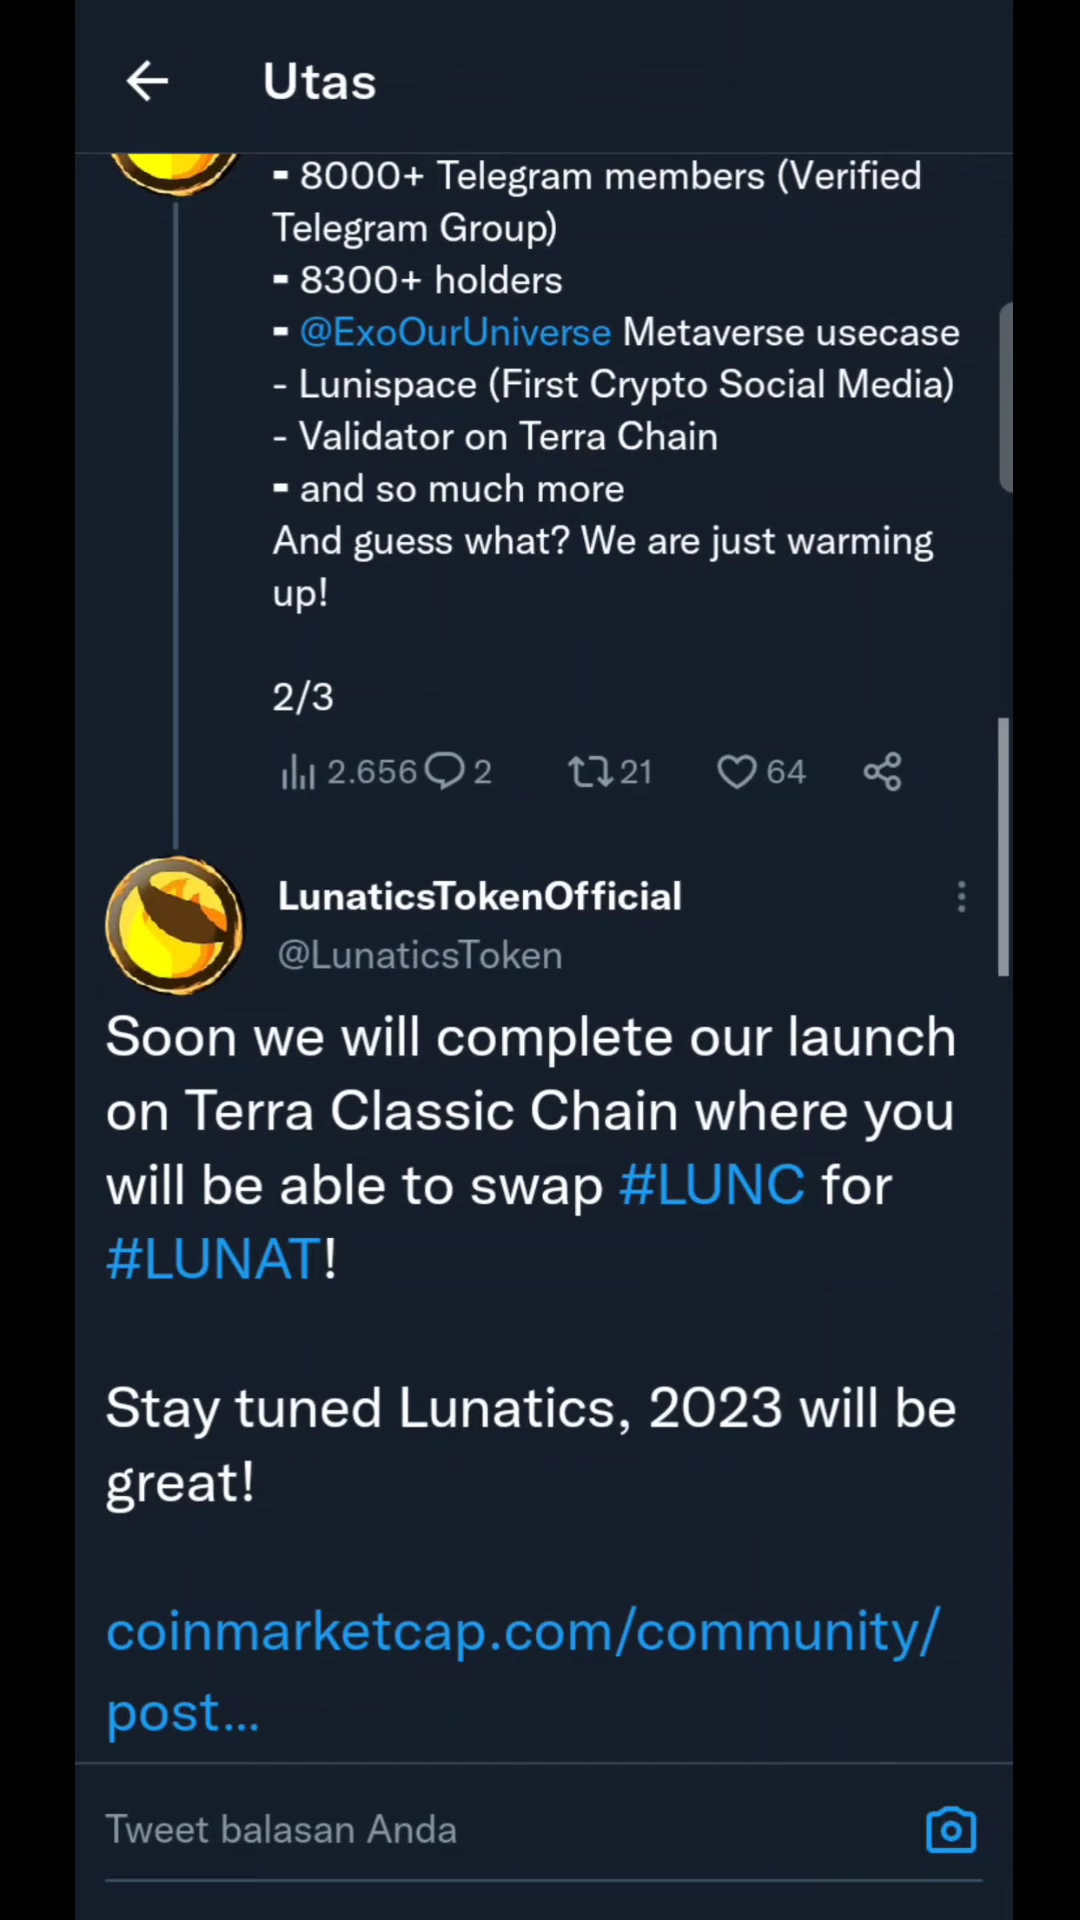 Utas
- 8000+ Telegram members (Verified
Telegram Group)
- 8300+ holders
- @ExoOurUniverse Metaverse usecase
- Lunispace (First Crypto Social Media)
- Validator on Terra Chain
- and so much more
And guess what? We are just warming
up!
2/3
2.656 2 21 64
LunaticsTokenOfficial
@LunaticsToken
Soon we will complete our launch
on Terra Classic Chain where you
will be able to swap #LUNC for
#LUNAT!
Stay tuned Lunatics, 2023 will be
great!
coinmarketcap.com/community/
post...
Tweet balasan Anda